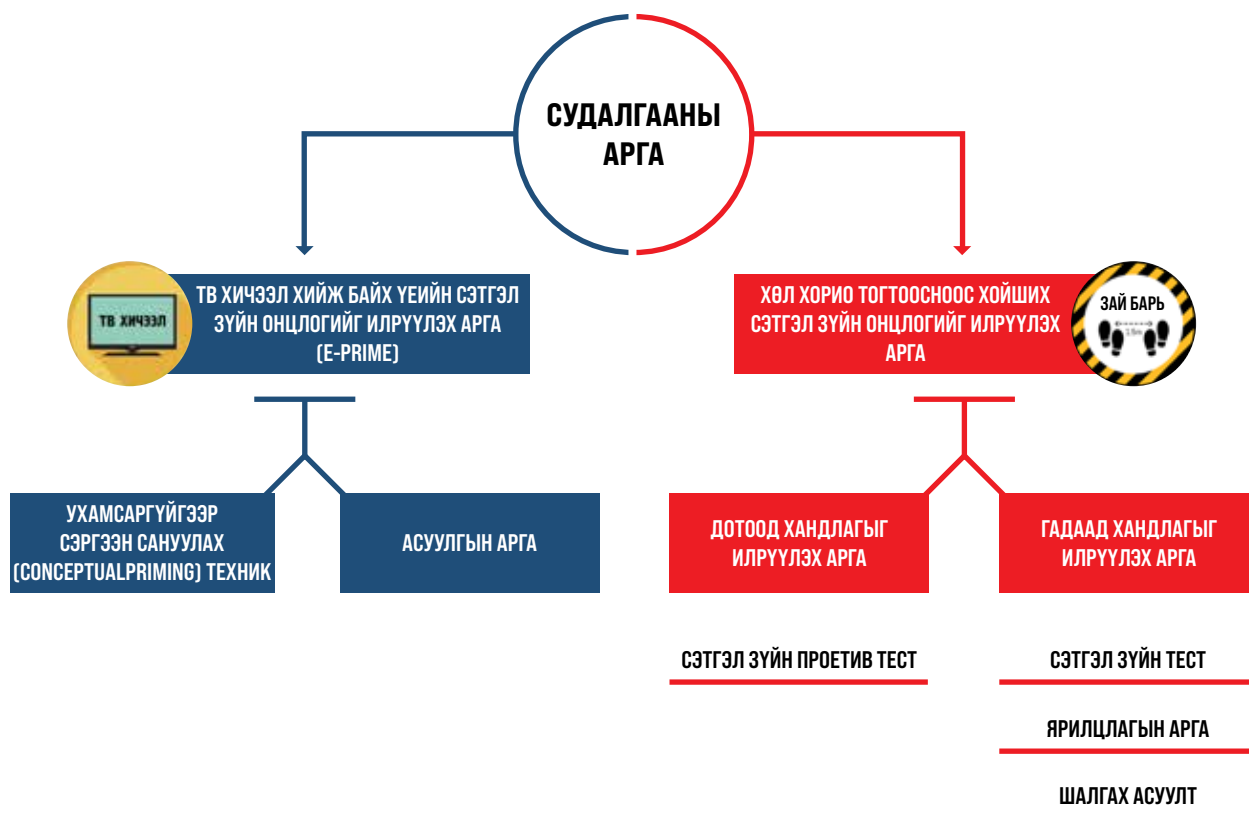 СУДАЛГААНЫ
АРГА
ТВ ХИЧЭЭЛ
ТВ ХИЧЭЭЛ ХИЙЖ БАЙХ ҮЕИЙН СЭТГЭЛ
ЗҮЙН ОНЦЛОГИЙГ ИЛРҮҮЛЭХ АРГА
(E-PRIME)
ХӨЛ ХОРИО ТОГТООСНООС ХОЙШИХ
СЭТГЭЛ ЗҮЙН ОНЦЛОГИЙГ ИЛРҮҮЛЭХ
АРГА
ЗАЙ БАРЬ
1.5m
УХАМСАРГҮЙГЭЭР
СЭРГЭЭН САНУУЛАХ
(CONCEPTUALPRIMING) ТЕХНИК
АСУУЛГЫН АРГА
ДОТООД ХАНДЛАГЫГ
ИЛРҮҮЛЭХ АРГА
ГАДААД ХАНДЛАГЫГ
ИЛРҮҮЛЭХ АРГА
СЭТГЭЛ ЗҮЙН ПРОЕТИВ ТЕСТ
СЭТГЭЛ ЗҮЙН ТЕСТ
ЯРИЛЦЛАГЫН АРГА
ШАЛГАХ АСУУЛТ